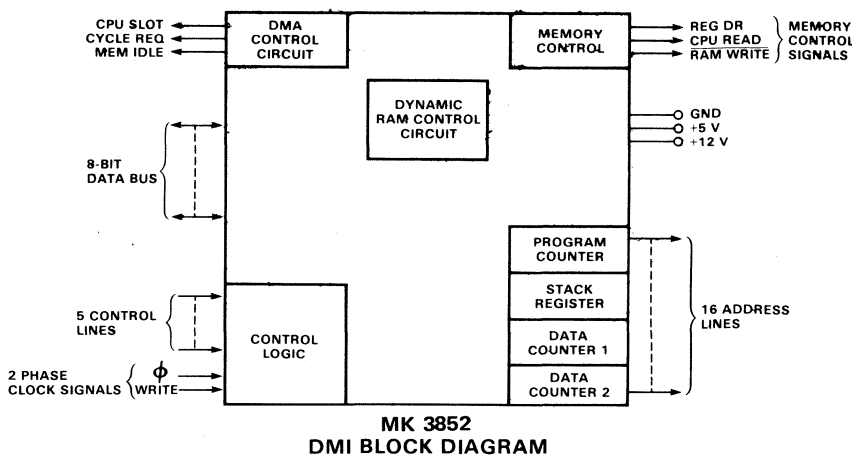 CPU SLOT
CYCLE REQ
MEM IDLE
DMA
CONTROL
CIRCUIT
MEMORY
CONTROL
REG DR
CPU READ
RAM WRITE
MEMORY
CONTROL
SIGNALS
DYNAMIC
RAM CONTROL
CIRCUIT
GND
+5 V
+12 V
8-BIT
DATA BUS
PROGRAM
COUNTER
STACK
REGISTER
DATA
COUNTER 1
DATA
COUNTER 2
16 ADDRESS
LINES
5 CONTROL
LINES
CONTROL
LOGIC
2 PHASE
CLOCK SIGNALS
ϕ
WRITE
MK 3852
DMI BLOCK DIAGRAM